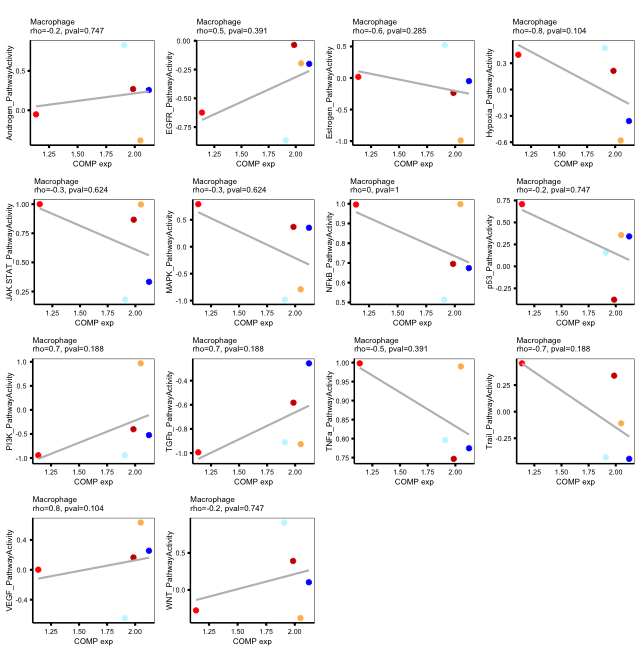 Macrophage
rho=-0.2, pval=0.747
Androgen_PathwayActivity
0.5
0.0
1.25 1.50 1.75 2.00
COMP exp
Macrophage
rho=0.5, pval=0.391
EGFR_PathwayActivity
0.00
-0.25
-0.50
-0.75
1.25 1.50 1.75 2.00
COMP exp
Macrophage
rho=-0.6, pval=0.285
Estrogen_PathwayActivity
0.5
0.0
-0.5
-1.0
1.25 1.50 1.75 2.00
COMP exp
Macrophage
rho=-0.8, pval=0.104
Hypoxia_PathwayActivity
0.3
0.0
-0.3
-0.6
1.25 1.50 1.75 2.00
COMP exp
Macrophage
rho=-0.3, pval=0.624
JAK.STAT_PathwayActivity
1.00
0.75
0.50
0.25
1.25 1.50 1.75 2.00
COMP exp
Macrophage
rho=-0.3, pval=0.624
MAPK_PathwayActivity
0.5
0.0
-0.5
-1.0
1.25 1.50 1.75 2.00
COMP exp
Macrophage
rho=0, pval=1
NFkB_PathwayActivity
1.0
0.9
0.8
0.7
0.6
0.5
1.25 1.50 1.75 2.00
COMP exp
Macrophage
rho=-0.2, pval=0.747
p53_PathwayActivity
0.75
0.50
0.25
0.00
-0.25
1.25 1.50 1.75 2.00
COMP exp
Macrophage
rho=0.7, pval=0.188
PI3K_PathwayActivity
1.0
0.5
0.0
-0.5
-1.0
1.25 1.50 1.75 2.00
COMP exp
Macrophage
rho=0.7, pval=0.188
TGFb_PathwayActivity
-0.4
-0.6
-0.8
-1.0
1.25 1.50 1.75 2.00
COMP exp
Macrophage
rho=-0.5, pval=0.391
TNFa_PathwayActivity
1.00
0.95
0.90
0.85
0.80
0.75
1.25 1.50 1.75 2.00
COMP exp
Macrophage
rho=-0.7, pval=0.188
Trail_PathwayActivity
0.25
0.00
-0.25
1.25 1.50 1.75 2.00
COMP exp
Macrophage
rho=0.8, pval=0.104
VEGF_PathwayActivity
0.4
0.0
-0.4
1.25 1.50 1.75 2.00
COMP exp
Macrophage
rho=-0.2, pval=0.747
WNT_PathwayActivity
0.5
0.0
1.25 1.50 1.75 2.00
COMP exp